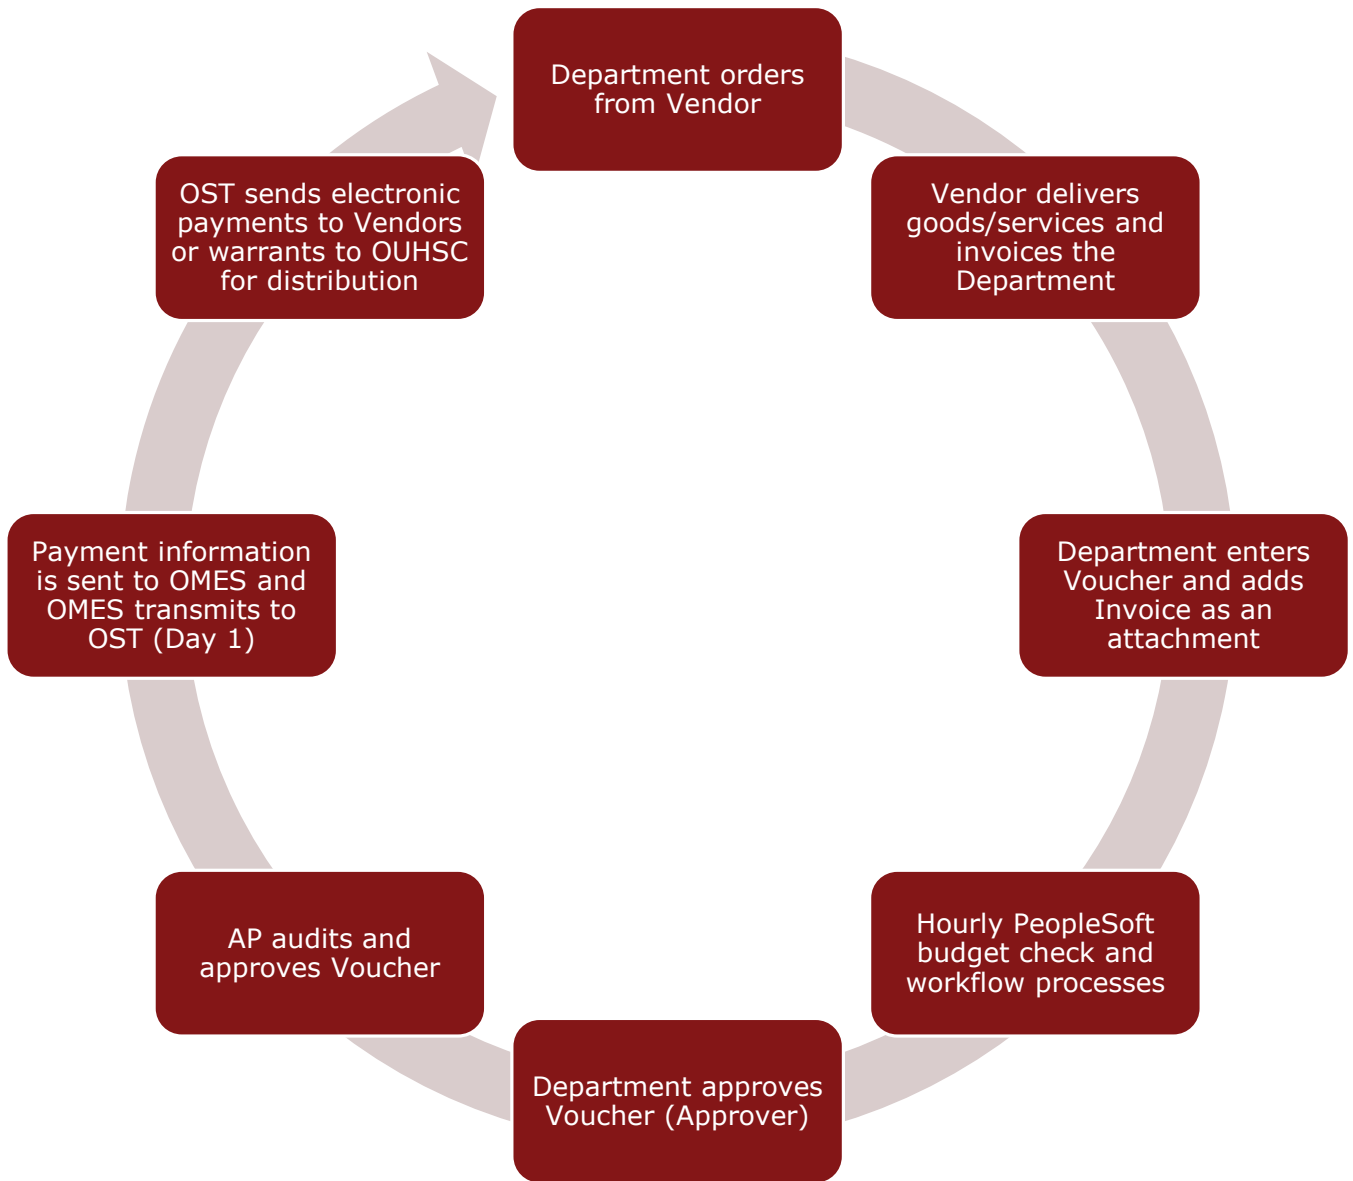 Department orders
from Vendor
Vendor delivers
goods/services and
invoices the
Department
Department enters
Voucher and adds
Invoice as an
attachment
Hourly PeopleSoft
budget check and
workflow processes
Department approves
Voucher (Approver)
AP audits and
approves Voucher
Payment information
is sent to OMES and
OMES transmits to
OST (Day 1)
OST sends electronic
payments to Vendors
or warrants to OUHSC
for distribution